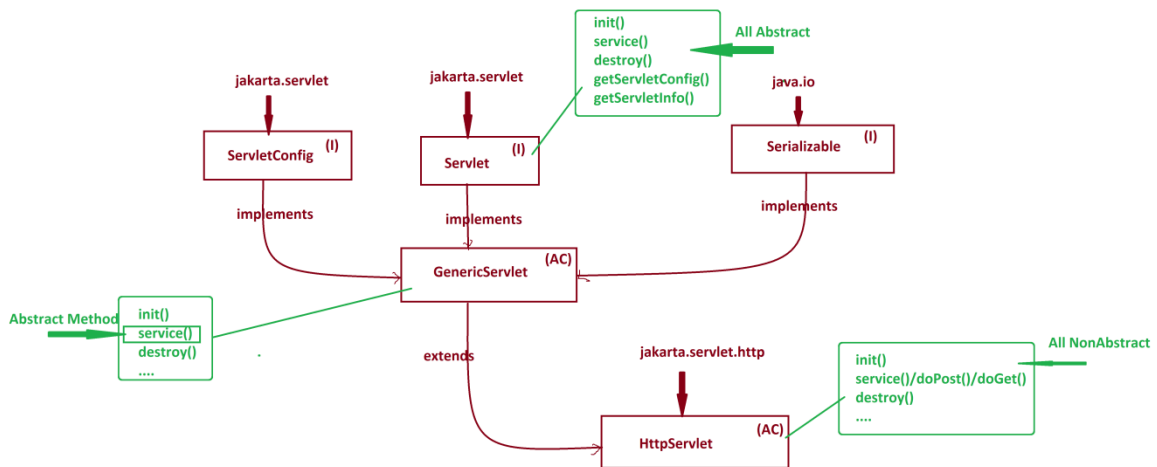 init()
service()
destroy()
getServletConfig()
getServletInfo()
All Abstract
jakarta.servlet
jakarta.servlet
java.io
ServletConfig
(I)
Servlet
(I)
Serializable
(I)
implements
implements
implements
GenericServlet
(AC)
Abstract Method
init()
service()
destroy()
....
extends
jakarta.servlet.http
All NonAbstract
init()
service()/doPost()/doGet()
destroy()
....
HttpServlet
(AC)